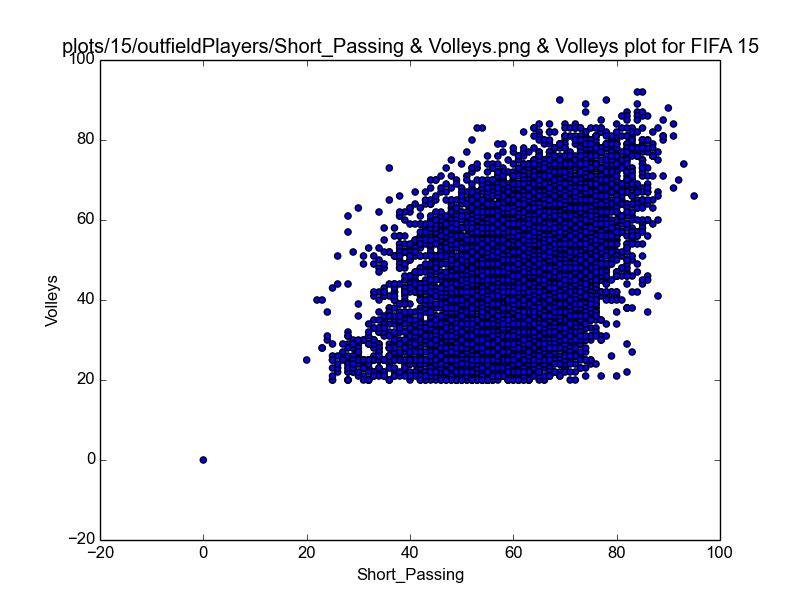 plots/15/outfieldPlayers/Short_Passing & Volleys.png & Volleys plot for FIFA 15
100
80
60
40
20
0
−20
Volleys
−20 0 20 40 60 80 100
Short_Passing